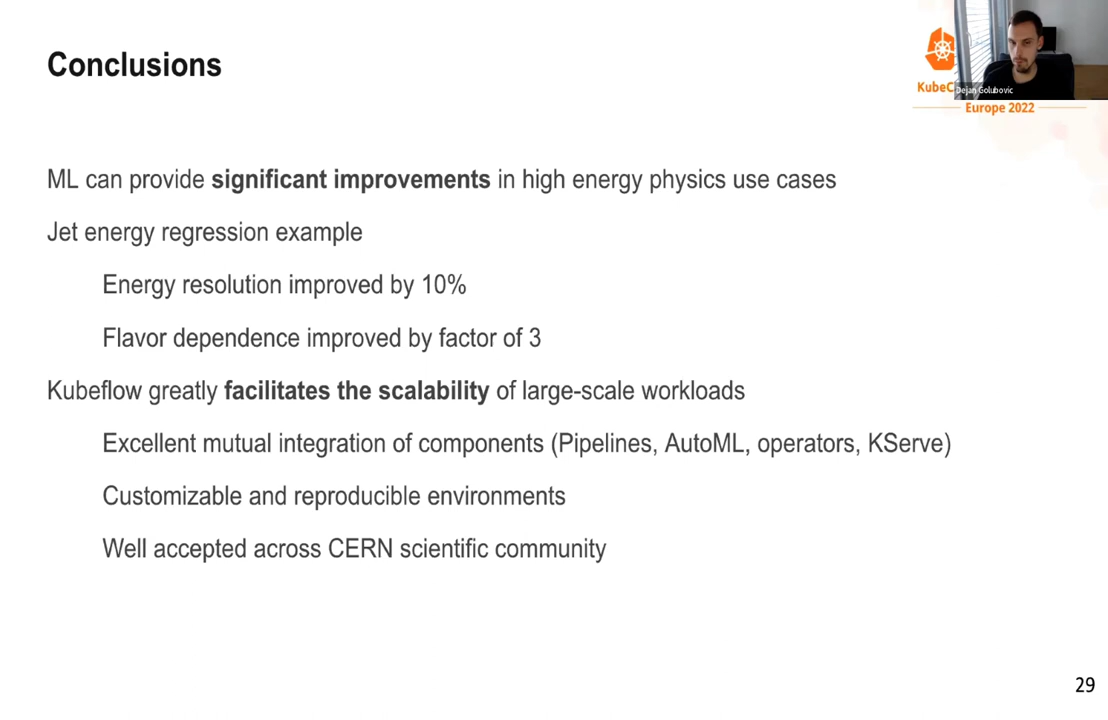 Conclusions
KubeC
Dejan Golubovic
Europe 2022
ML can provide significant improvements in high energy physics use cases
Jet energy regression example
Energy resolution improved by 10%
Flavor dependence improved by factor of 3
Kubeflow greatly facilitates the scalability of large-scale workloads
Excellent mutual integration of components (Pipelines, AutoML, operators, KServe)
Customizable and reproducible environments
Well accepted across CERN scientific community
29